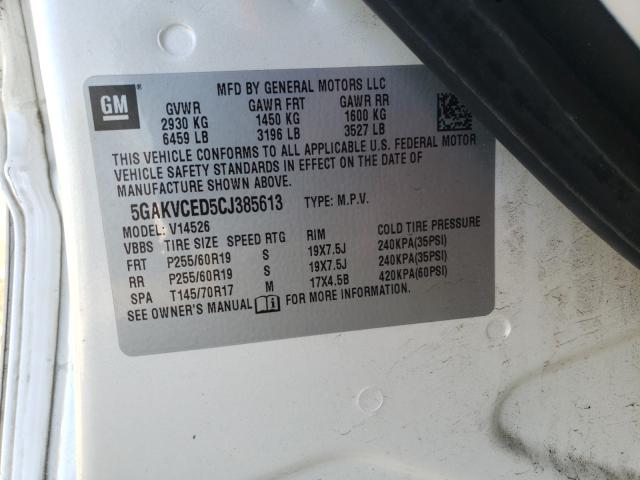 GM ®
MFD BY GENERAL MOTORS LLC
GVWR GAWR FRT GAWR RR
2930 KG 1450 KG 1600 KG
6459 LB 3196 LB 3527 LB
THIS VEHICLE CONFORMS TO ALL APPLICABLE U.S. FEDERAL MOTOR
VEHICLE SAFETY STANDARDS IN EFFECT ON THE DATE OF
MANUFACTURE SHOWN ABOVE.
5GAKVCED5CJ385613 TYPE: M.P.V.
MODEL: V14526
VBBS TIRE SIZE SPEED RTG RIM COLD TIRE PRESSURE
FRT P255/60R19 S 19X7.5J 240KPA(35PSI)
RR P255/60R19 S 19X7.5J 240KPA(35PSI)
SPA T145/70R17 M 17X4.5B 420KPA(60PSI)
SEE OWNER'S MANUAL FOR MORE INFORMATION.